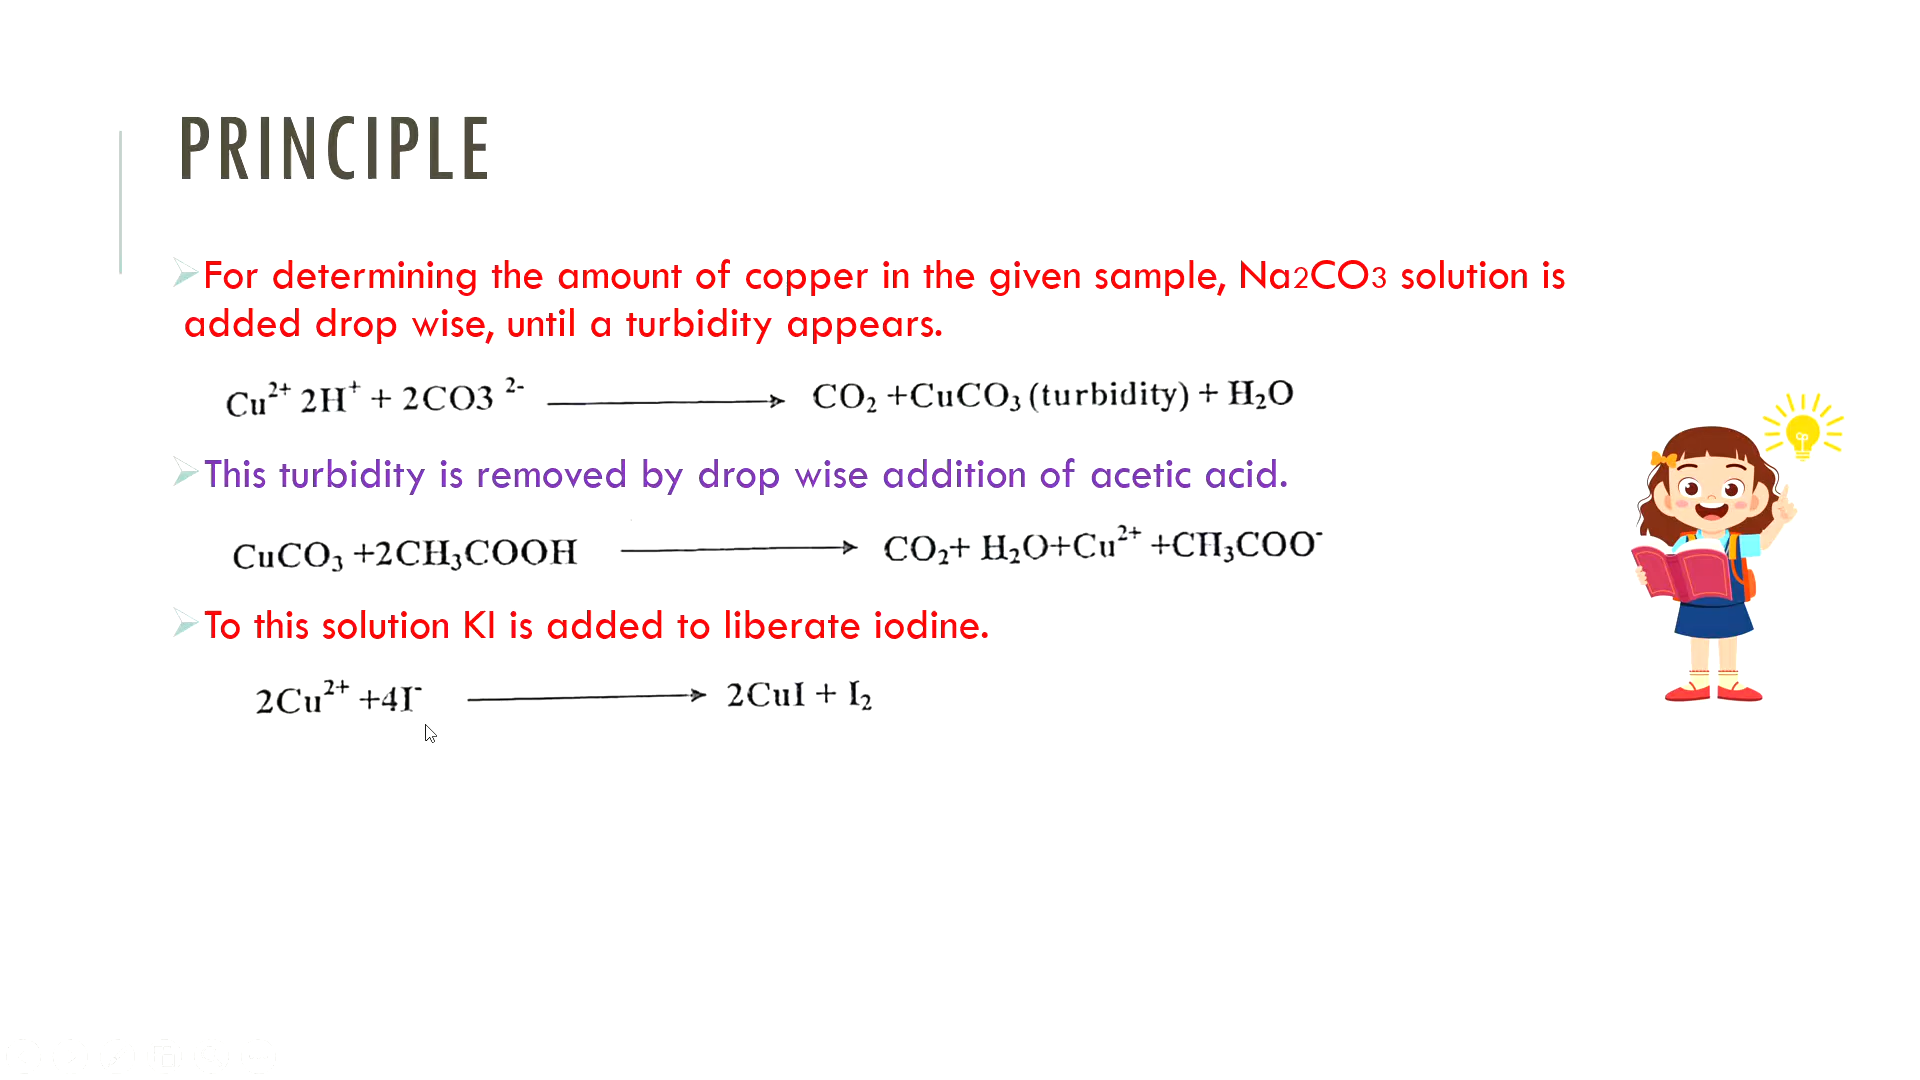 PRINCIPLE
For determining the amount of copper in the given sample, Na2CO3 solution is
added drop wise, until a turbidity appears.
Cu²⁺ 2H⁺ + 2CO3 ²⁻ ⟶ CO₂ +CuCO₃ (turbidity) + H₂O
This turbidity is removed by drop wise addition of acetic acid.
CuCO₃ +2CH₃COOH ⟶ CO₂+ H₂O+Cu²⁺ +CH₃COO⁻
To this solution KI is added to liberate iodine.
2Cu²⁺ +4I⁻ ⟶ 2CuI + I₂